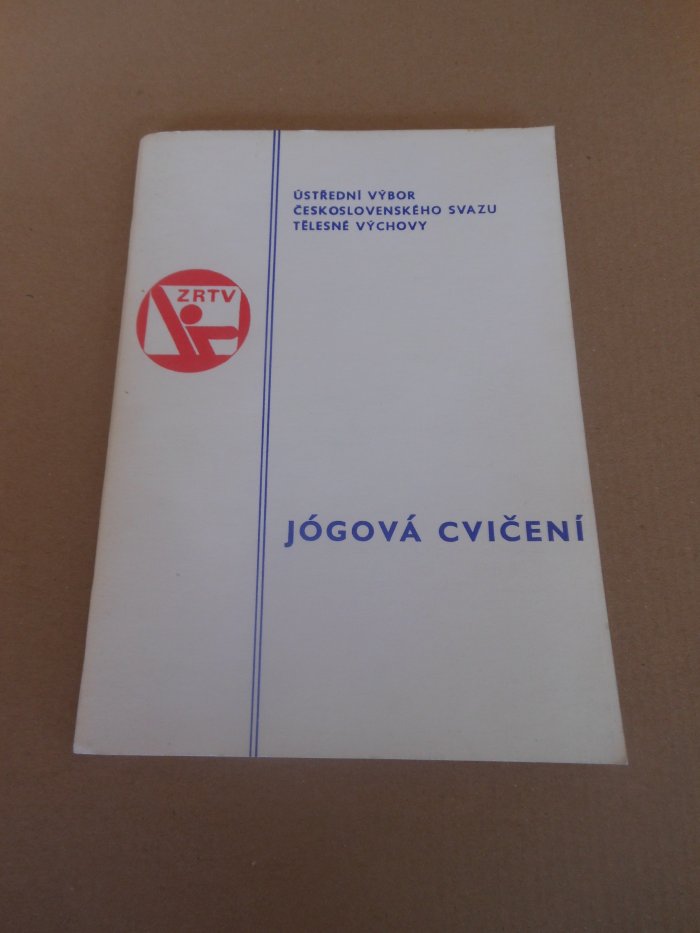 ÚSTŘEDNÍ VÝBOR
ČESKOSLOVENSKÉHO SVAZU
TĚLESNÉ VÝCHOVY
ZRTV
JÓGOVÁ CVIČENÍ